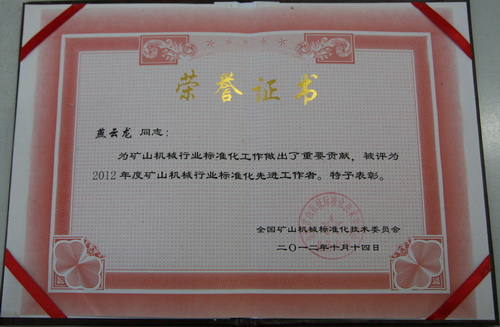 荣誉证书
燕云龙 同志：
为矿山机械行业标准化工作做出了重要贡献，被评为
2012年度矿山机械行业标准化先进工作者。特予表彰。
全国矿山机械标准化技术委员会
二〇一二年十月十四日